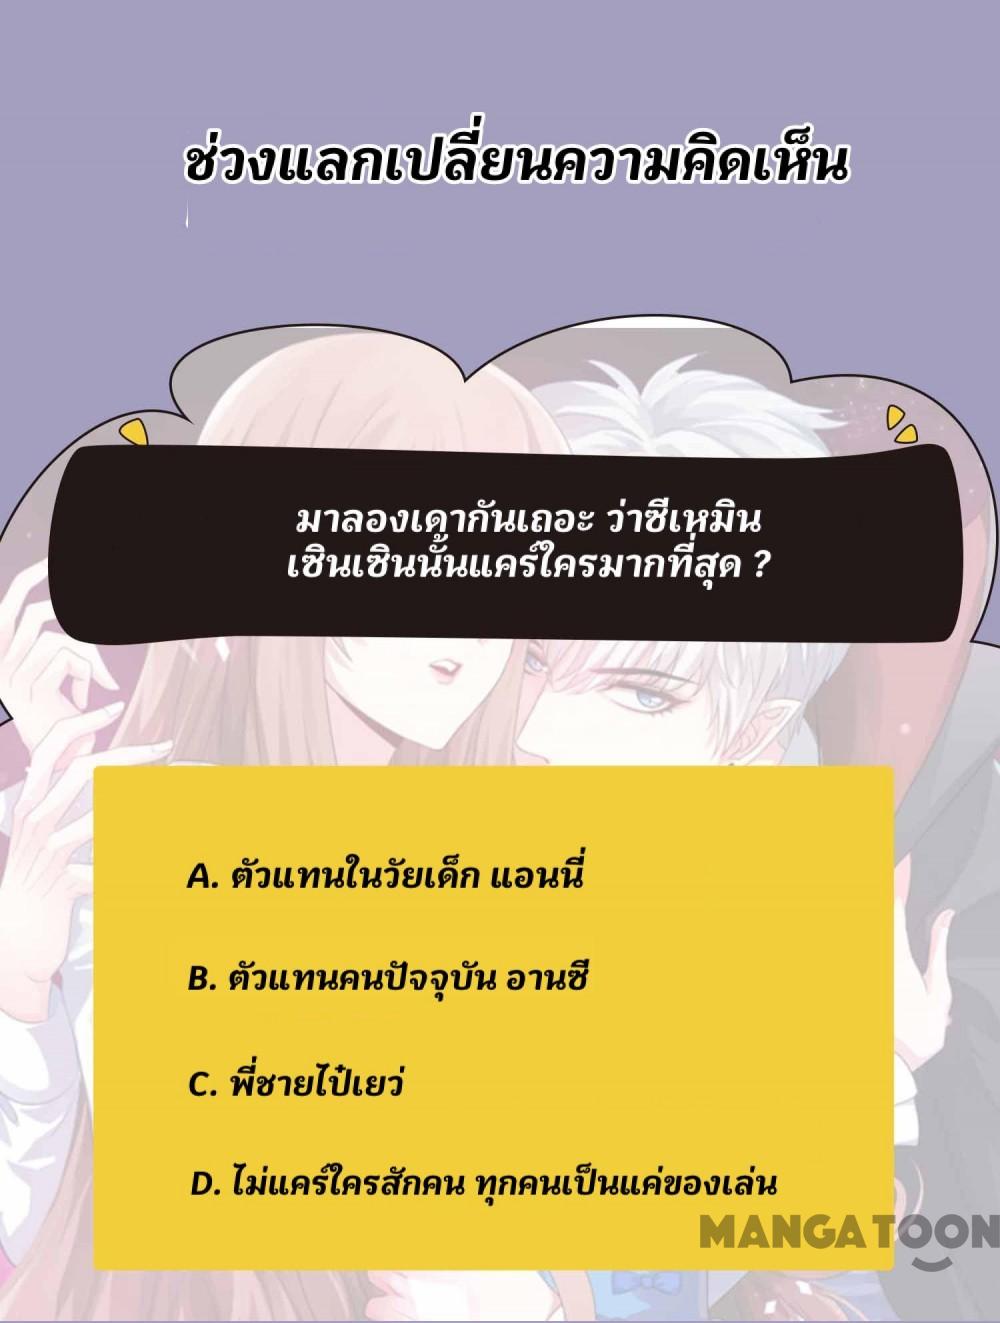 ช่วงแลกเปลี่ยนความคิดเห็น
มาลองเดากันเถอะ ว่าซีเหมิน
เซินเซินนั้นแคร์ใครมากที่สุด ?
A. ตัวแทนในวัยเด็ก แอนนี่
B. ตัวแทนคนปัจจุบัน อานซี
C. พี่ชายไป๋เยว่
D. ไม่แคร์ใครสักคน ทุกคนเป็นแค่ของเล่น
MANGATOON